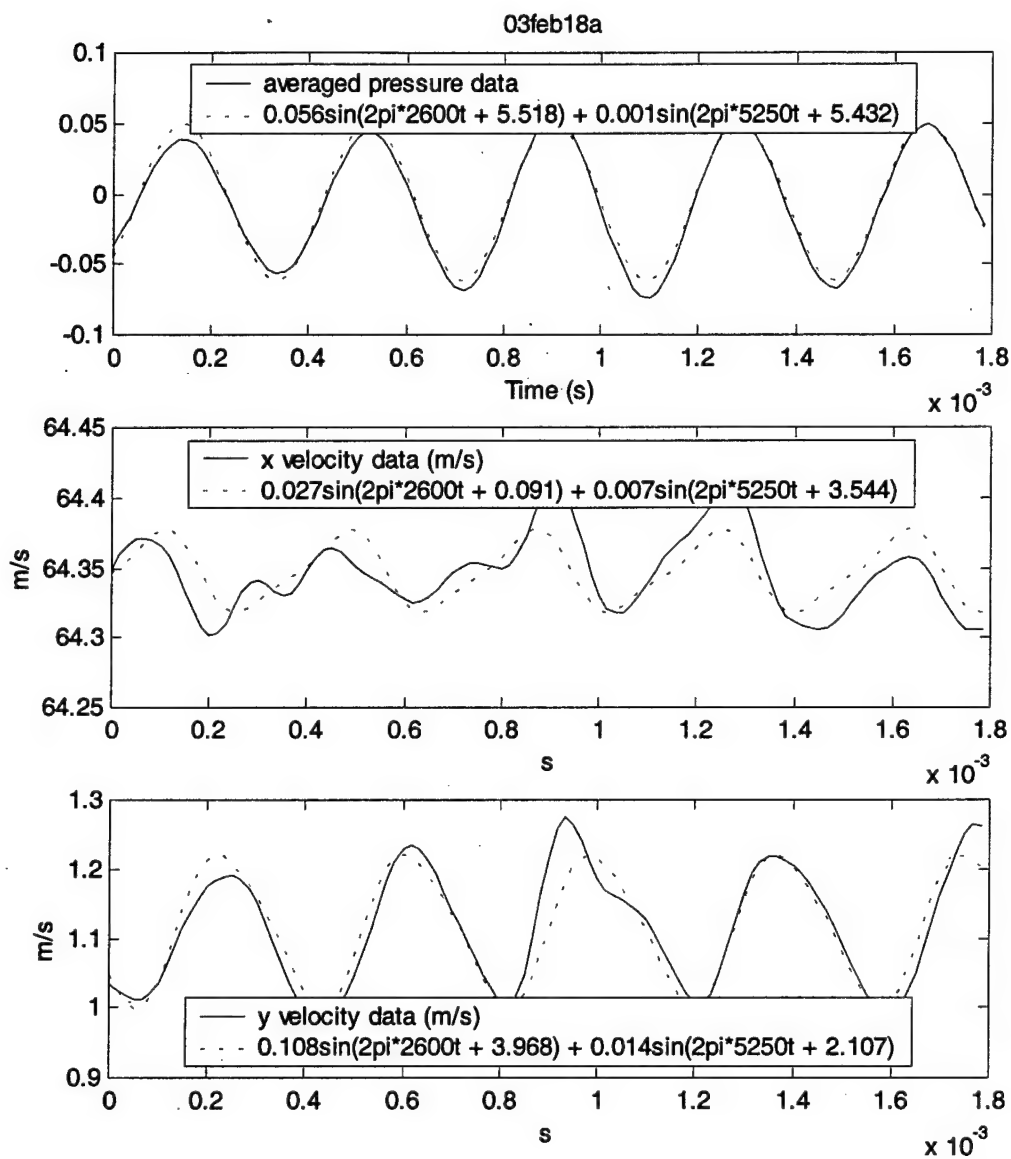 03feb18a
0.1
averaged pressure data
0.056sin(2pi*2600t + 5.518) + 0.001sin(2pi*5250t + 5.432)
0.05
0
-0.05
-0.1
0 0.2 0.4 0.6 0.8 1 1.2 1.4 1.6 1.8
Time (s)
x 10⁻³
64.45
x velocity data (m/s)
0.027sin(2pi*2600t + 0.091) + 0.007sin(2pi*5250t + 3.544)
64.4
m/s
64.35
64.3
64.25
0 0.2 0.4 0.6 0.8 1 1.2 1.4 1.6 1.8
s
x 10⁻³
1.3
1.2
m/s
1.1
1
y velocity data (m/s)
0.108sin(2pi*2600t + 3.968) + 0.014sin(2pi*5250t + 2.107)
0.9
0 0.2 0.4 0.6 0.8 1 1.2 1.4 1.6 1.8
s
x 10⁻³